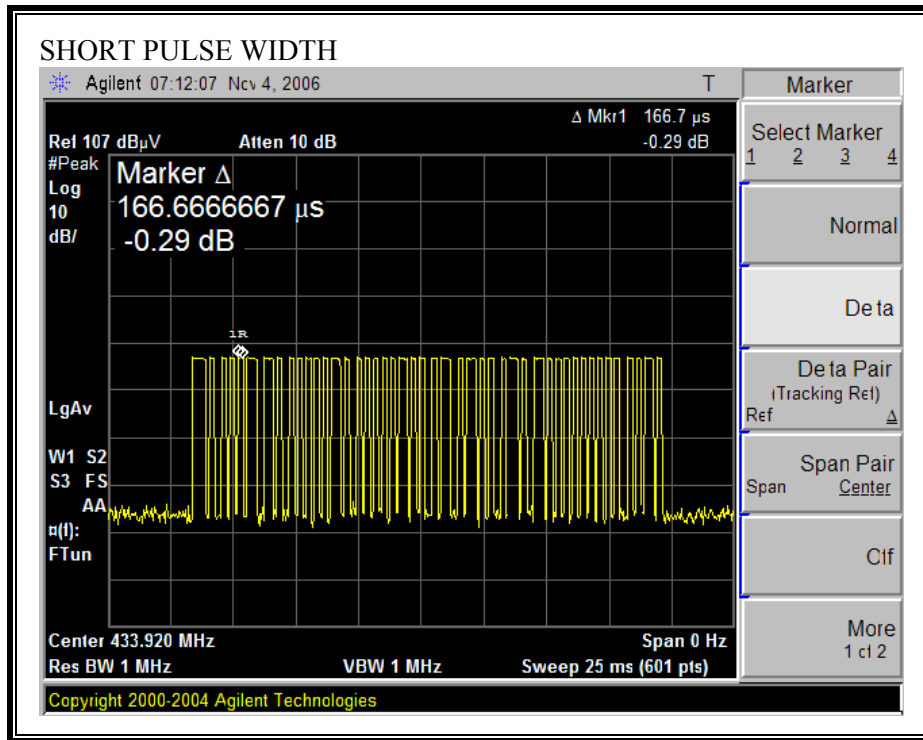 SHORT PULSE WIDTH
Agilent 07:12:07 Nov 4, 2006 T
Marker
Δ Mkr1 166.7 µs
Ref 107 dBµV Atten 10 dB -0.29 dB
#Peak
Log
10
dB/
Marker Δ
166.6666667 µs
-0.29 dB
1R
LgAv
W1 S2
S3 FS
AA
¤(f):
FTun
Center 433.920 MHz Span 0 Hz
Res BW 1 MHz VBW 1 MHz Sweep 25 ms (601 pts)
Copyright 2000-2004 Agilent Technologies
Select Marker
1 2 3 4
Normal
Delta
Delta Pair
(Tracking Ref)
Ref Δ
Span Pair
Span Center
Off
More
1 of 2